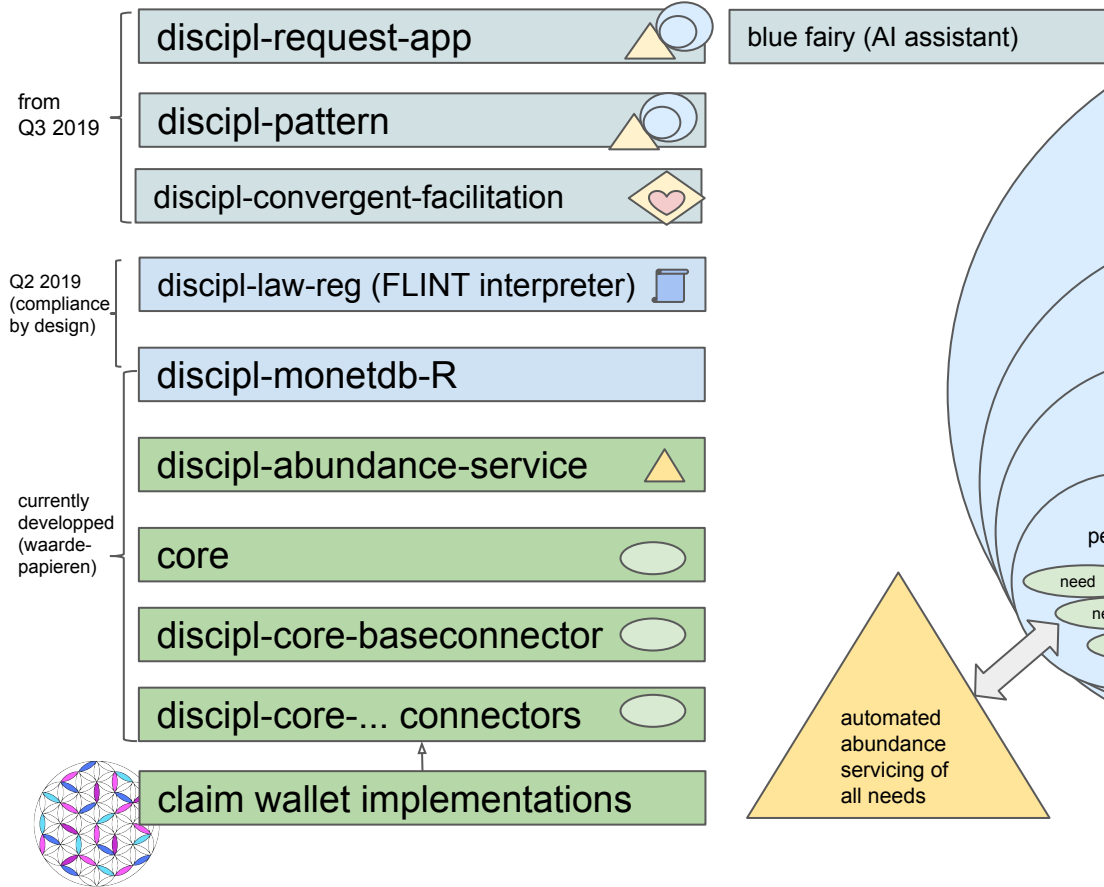 discipl-request-app
blue fairy (AI assistant)
from
Q3 2019
discipl-pattern
discipl-convergent-facilitation
Q2 2019
(compliance
by design)
discipl-law-reg (FLINT interpreter)
discipl-monetdb-R
discipl-abundance-service
currently
developped
(waarde-
papieren)
core
discipl-core-baseconnector
discipl-core-... connectors
claim wallet implementations
pe
need
ne
automated
abundance
servicing of
all needs